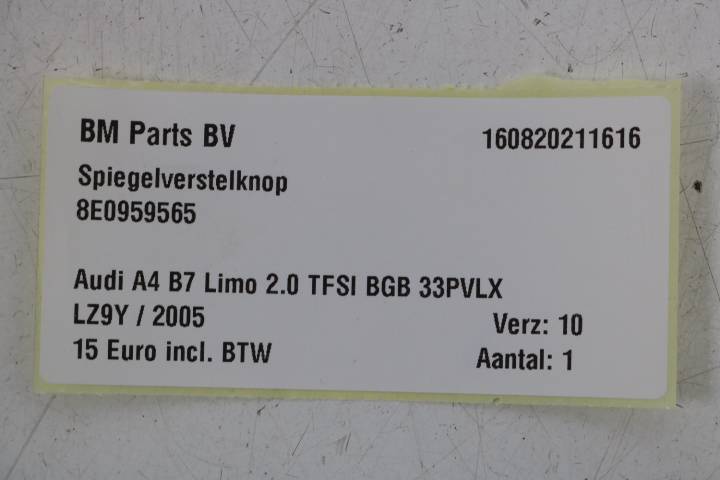 BM Parts BV 160820211616
Spiegelverstelknop
8E0959565
Audi A4 B7 Limo 2.0 TFSI BGB 33PVLX
LZ9Y / 2005 Verz: 10
15 Euro incl. BTW Aantal: 1